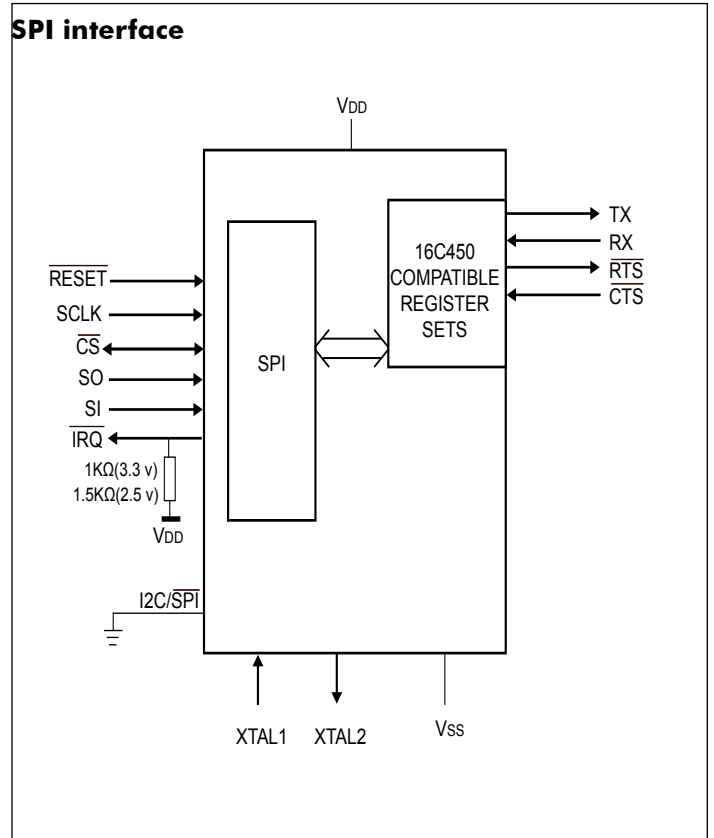 SPI interface
VDD
RESET
SCLK
CS
SO
SI
IRQ
1KΩ(3.3 v)
1.5KΩ(2.5 v)
VDD
I2C/SPI
SPI
16C450
COMPATIBLE
REGISTER
SETS
TX
RX
RTS
CTS
XTAL1
XTAL2
Vss